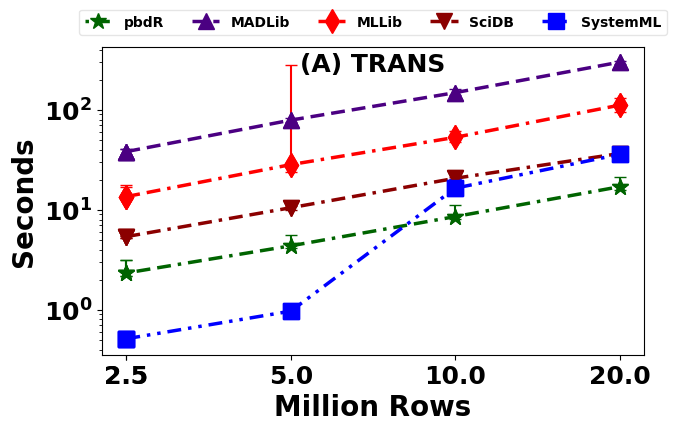 pbdR MADLib MLLib SciDB SystemML
(A) TRANS
Seconds
10²
10¹
10⁰
2.5 5.0 10.0 20.0
Million Rows